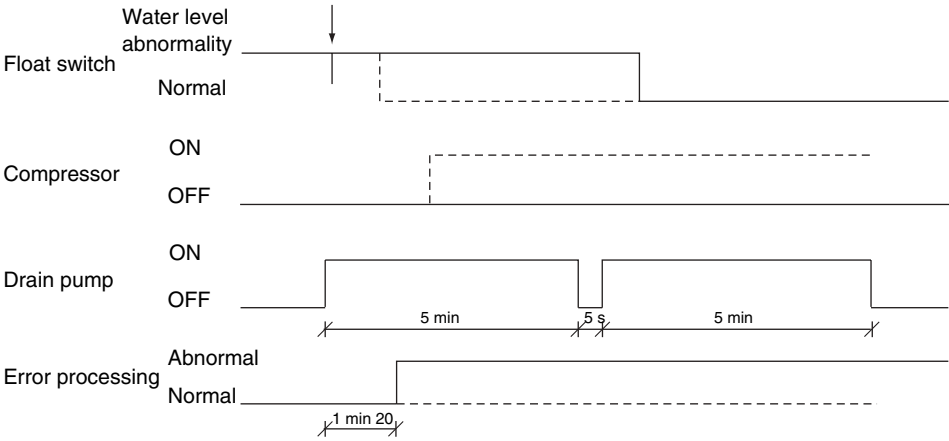 Water level
abnormality
Float switch
Normal
ON
Compressor
OFF
ON
Drain pump
OFF
5 min
5 s
5 min
Abnormal
Error processing
Normal
1 min 20